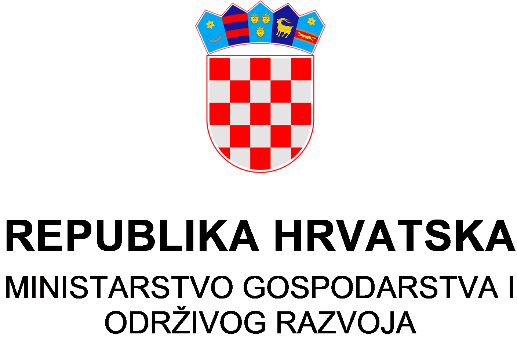 REPUBLIKA HRVATSKA
MINISTARSTVO GOSPODARSTVA I
ODRŽIVOG RAZVOJA